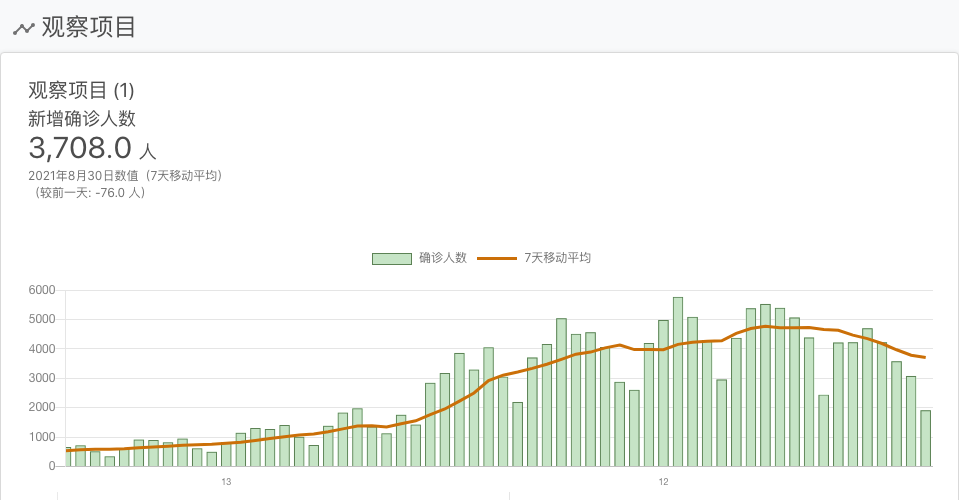 观察项目
观察项目 (1)
新增确诊人数
3,708.0 人
2021年8月30日数值（7天移动平均）
（较前一天: -76.0 人）
确诊人数 7天移动平均
6000
5000
4000
3000
2000
1000
0
13 12